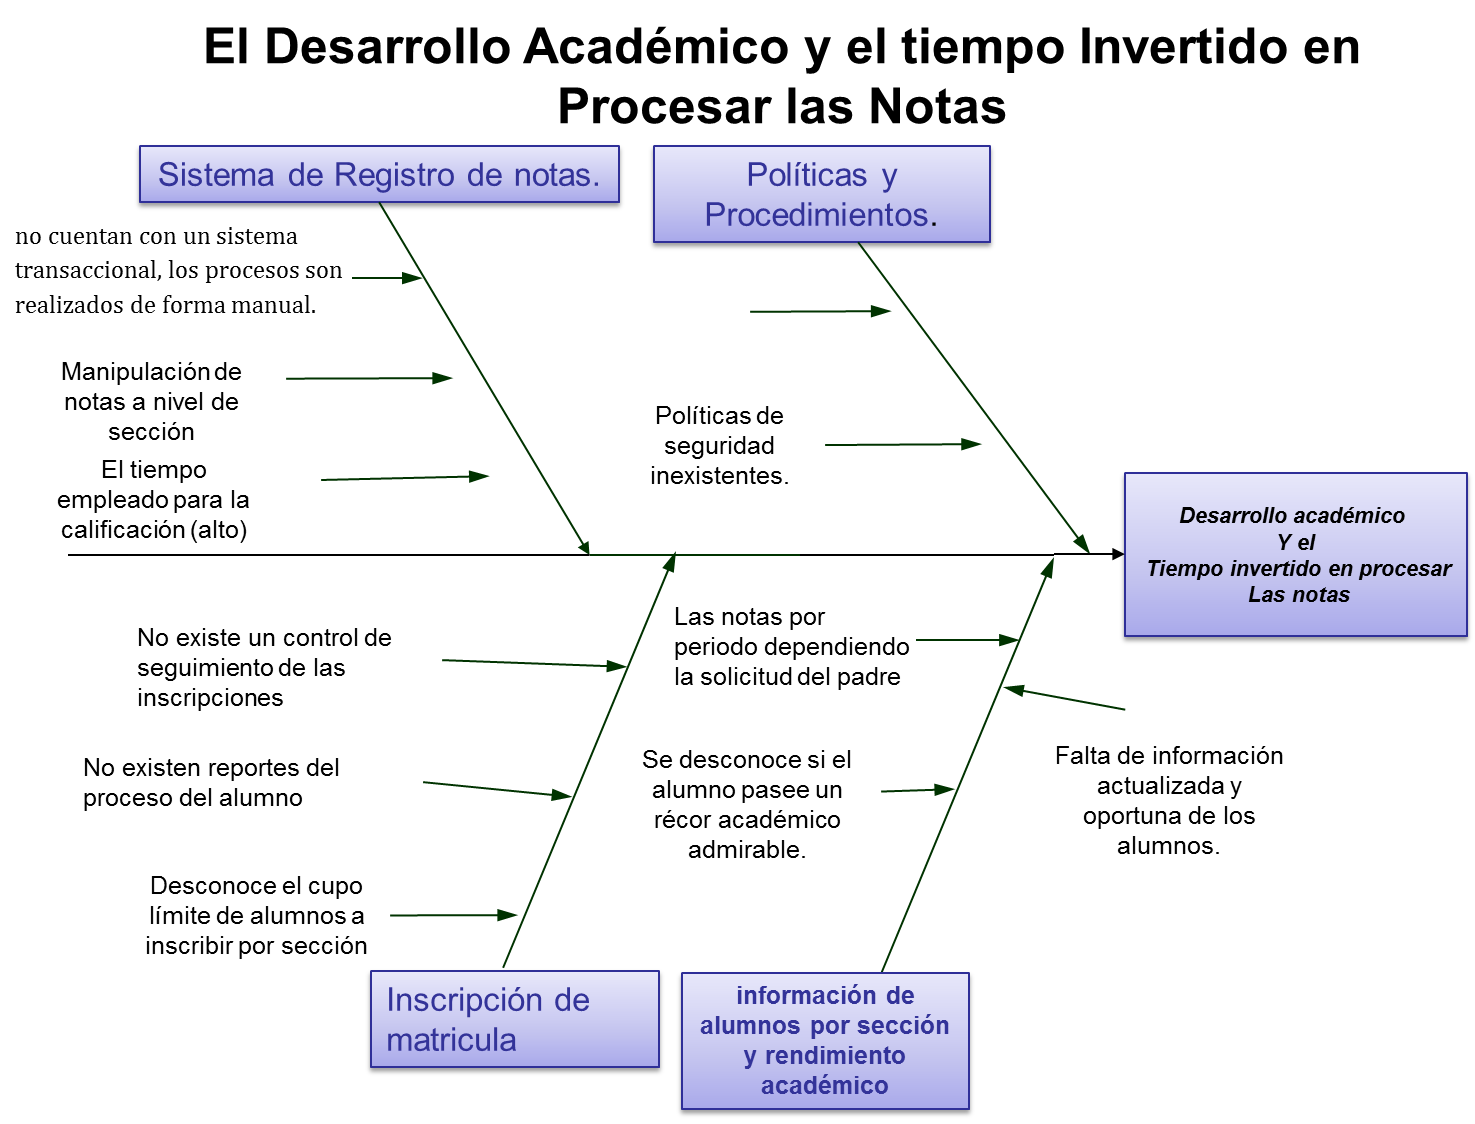 El Desarrollo Académico y el tiempo Invertido en
Procesar las Notas
Sistema de Registro de notas.
Políticas y
Procedimientos.
no cuentan con un sistema
transaccional, los procesos son
realizados de forma manual.
Manipulación de
notas a nivel de
sección
El tiempo
empleado para la
calificación (alto)
Políticas de
seguridad
inexistentes.
Desarrollo académico
Y el
Tiempo invertido en procesar
Las notas
No existe un control de
seguimiento de las
inscripciones
Las notas por
periodo dependiendo
la solicitud del padre
No existen reportes del
proceso del alumno
Se desconoce si el
alumno pasee un
récor académico
admirable.
Falta de información
actualizada y
oportuna de los
alumnos.
Desconoce el cupo
límite de alumnos a
inscribir por sección
Inscripción de
matricula
información de
alumnos por sección
y rendimiento
académico